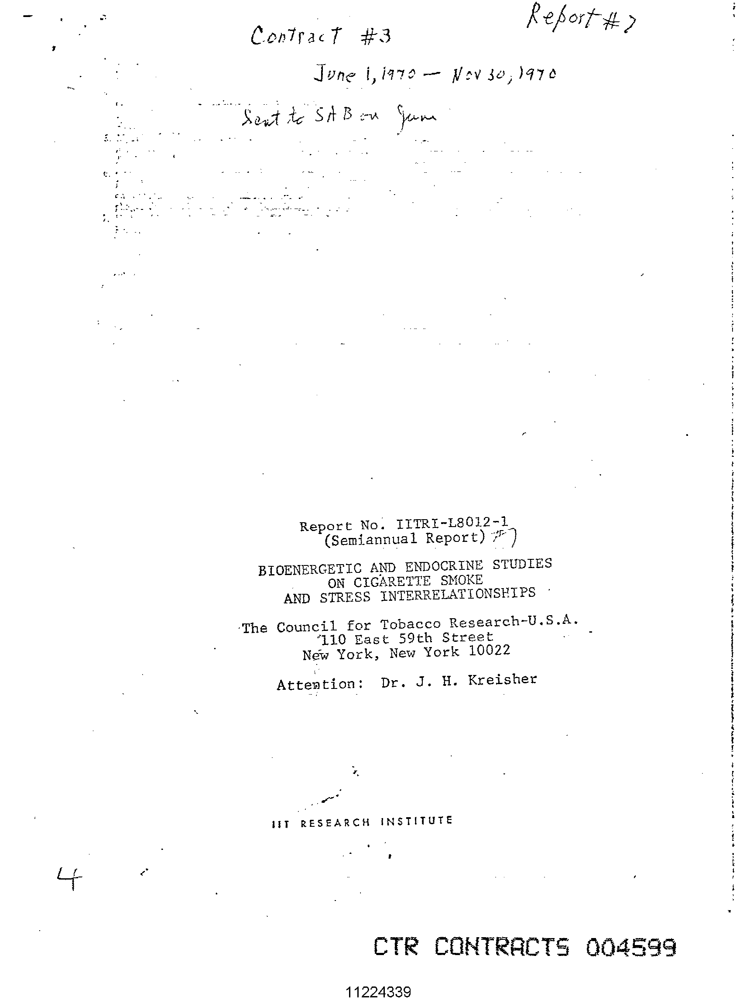 Report # 7
Contract #3
June 1, 1970 — Nov 30, 1970
Sent to SAB on June
Report No. IITRI-L8012-1
(Semiannual Report) #7
BIOENERGETIC AND ENDOCRINE STUDIES
ON CIGARETTE SMOKE
AND STRESS INTERRELATIONSHIPS
The Council for Tobacco Research-U.S.A.
110 East 59th Street
New York, New York 10022
Attention: Dr. J. H. Kreisher
IIT RESEARCH INSTITUTE
4
CTR CONTRACTS 004599
11224339